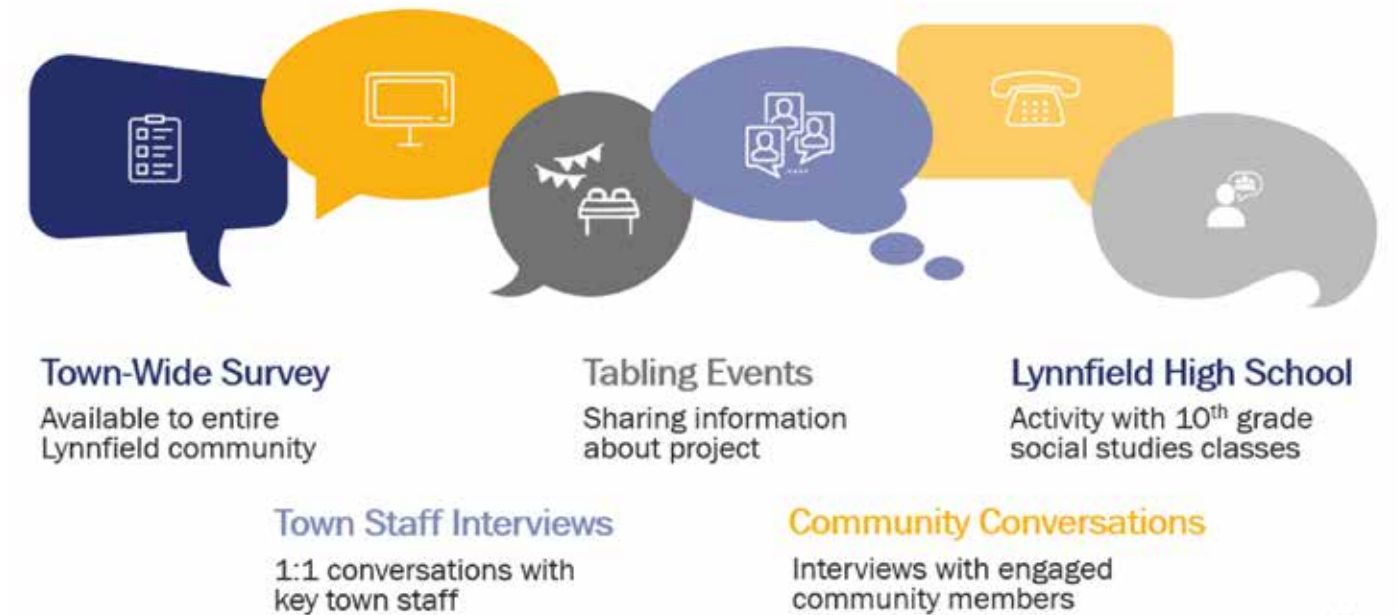 Town-Wide Survey
Available to entire
Lynnfield community
Tabling Events
Sharing information
about project
Lynnfield High School
Activity with 10th grade
social studies classes
Town Staff Interviews
1:1 conversations with
key town staff
Community Conversations
Interviews with engaged
community members